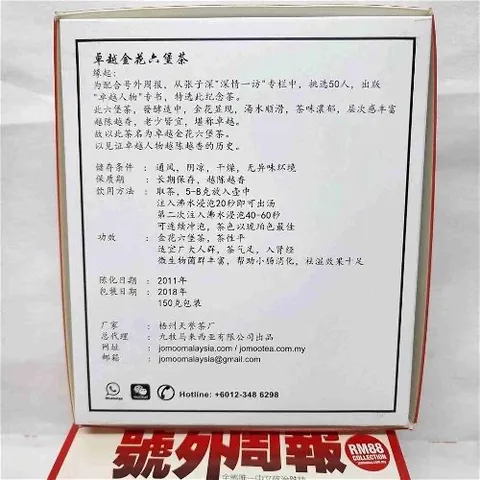 卓越金花六堡茶
缘起:
为配合号外周报，从张子深"深情一访"专栏中，挑选50人，出版
"卓越人物"专书，特选此纪念茶。
此六堡茶，發酵适中，金花呈现，湯水顺滑，茶味濃郁，层次感丰富
越陈越香，老少皆宜，堪称卓越。
故以此茶名为卓越金花六堡茶。
以见证卓越人物越陈越香的历史。
储存条件 : 通风，阴凉，干燥，无异味环境
保质期 : 长期保存，越陈越香
饮用方法 : 取茶，5-8克放入壶中
注入沸水浸泡20秒即可出汤
第二次注入沸水浸泡40-60秒
可连续冲泡，茶色以琥珀色最佳
功效 : 金花六堡茶，茶性平
适宜广大人群，茶气足，入肾经
微生物菌群丰富，帮助小肠消化，祛湿效果十足
陈化日期 : 2011年
包装日期 : 2018年
150克包装
厂家 : 梧州天誉茶厂
总代理 : 九牧马来西亚有限公司出品
网址 : jomoomalaysia.com / jomootea.com.my
邮箱 : jomoomalaysia@gmail.com
Hotline: +6012-348 6298
號外周報
RM88
COLLECTION